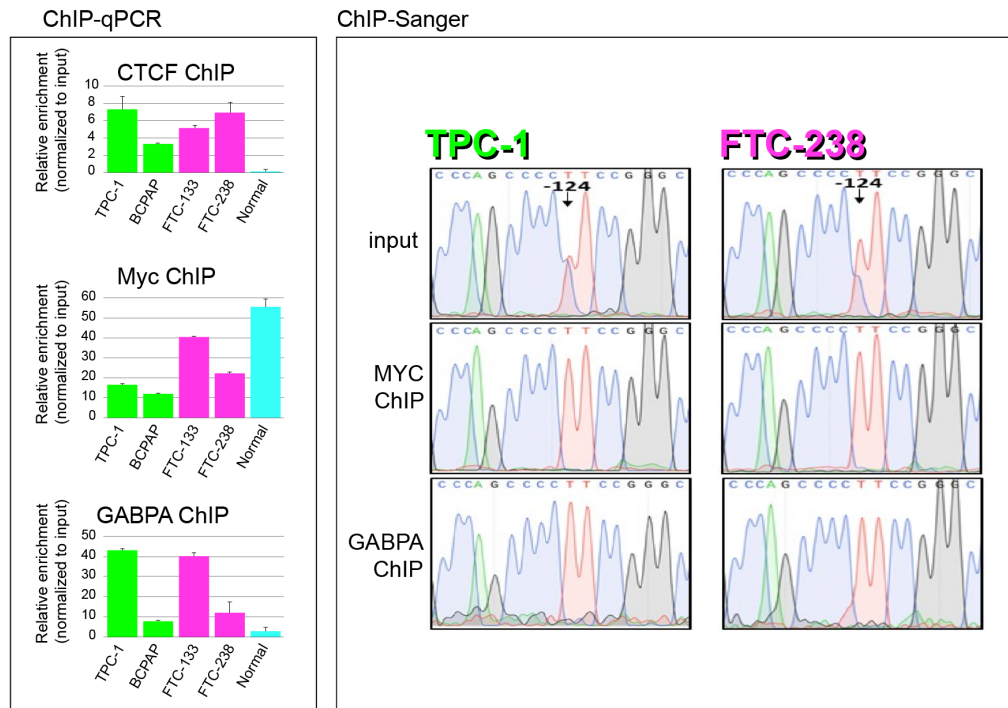 ChIP-qPCR
CTCF ChIP
Relative enrichment
(normalized to input)
10
8
6
4
2
0
TPC-1
BCPAP
FTC-133
FTC-238
Normal
Myc ChIP
Relative enrichment
(normalized to input)
60
50
40
30
20
10
0
TPC-1
BCPAP
FTC-133
FTC-238
Normal
GABPA ChIP
Relative enrichment
(normalized to input)
50
40
30
20
10
0
TPC-1
BCPAP
FTC-133
FTC-238
Normal
ChIP-Sanger
TPC-1 FTC-238
input
C C C A G C C C C T T C C G G G C
-124
C C C A G C C C C T T C C G G G C
-124
MYC
ChIP
C C C A G C C C C T T C C G G G C
C C C A G C C C C T T C C G G G C
GABPA
ChIP
C C C A G C C C C T T C C G G G C
C C C A G C C C C T T C C G G G C